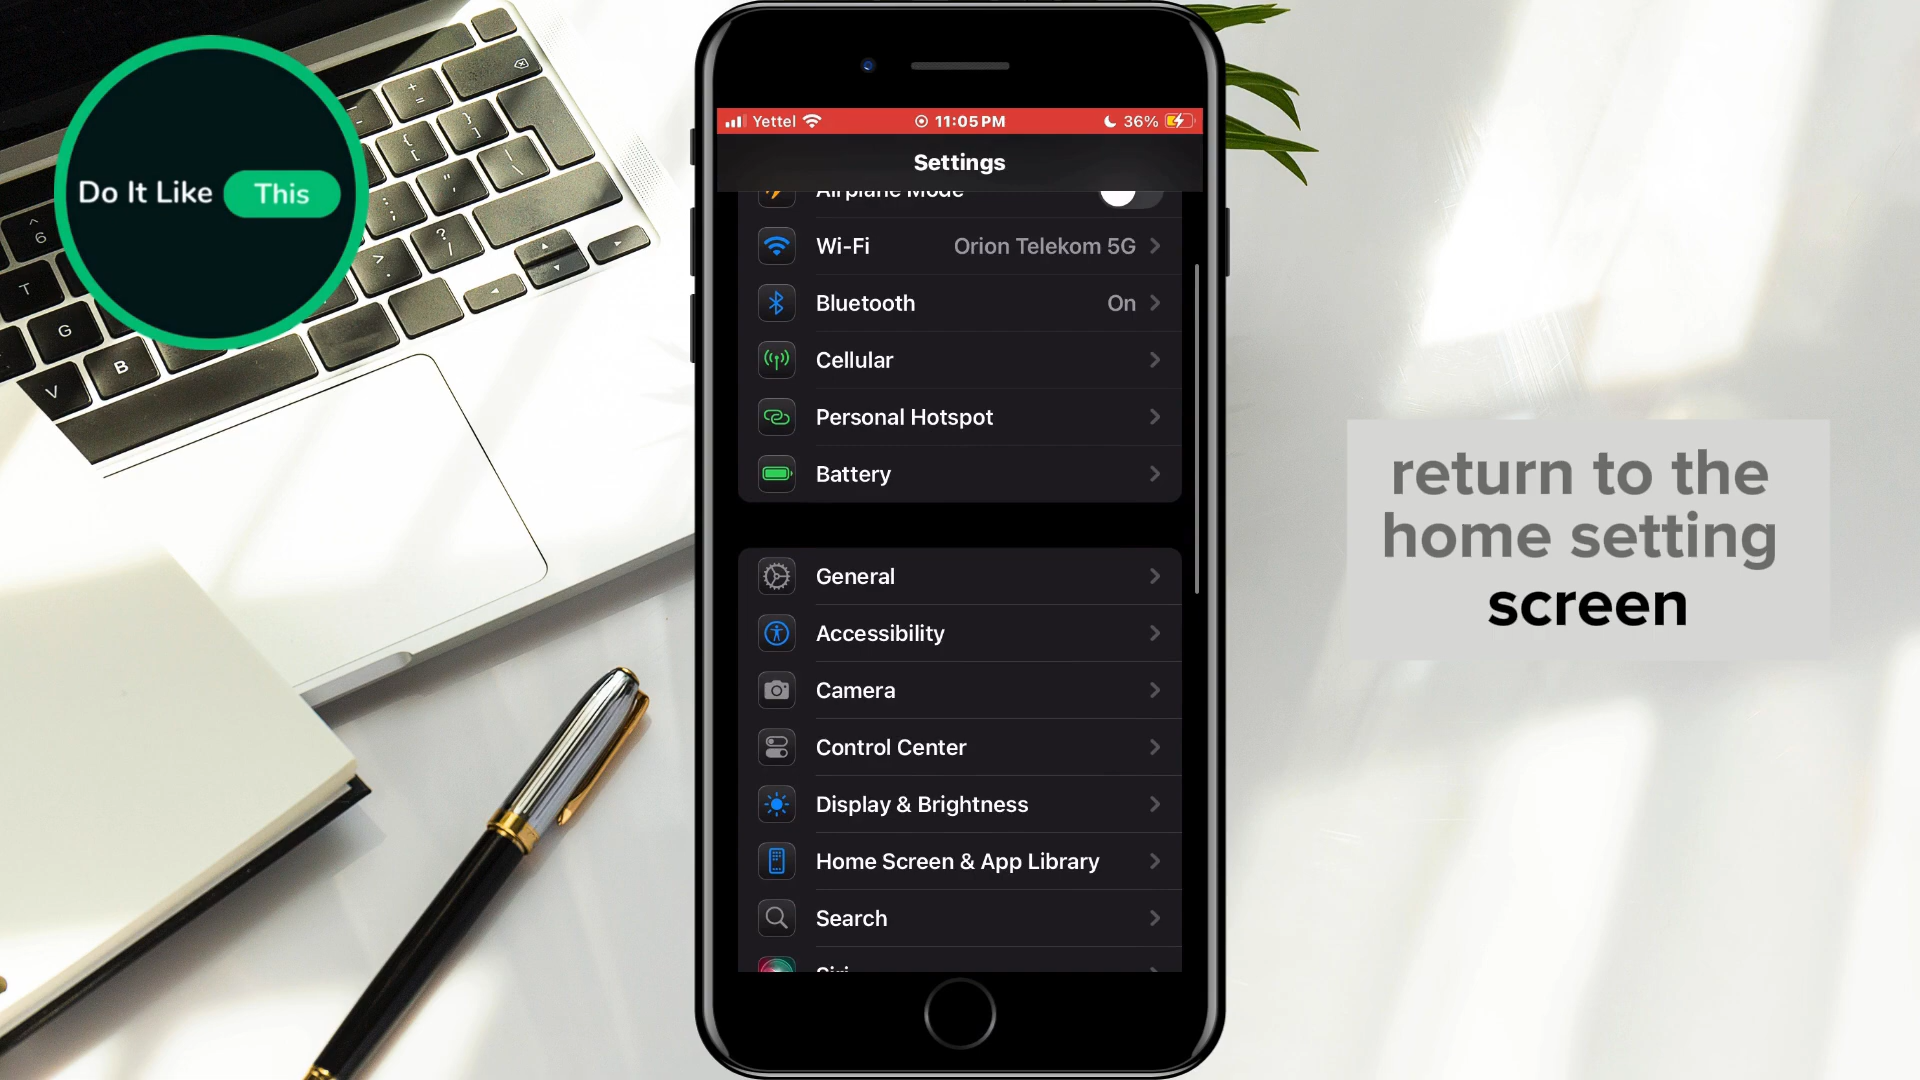 Do It Like This
Yettel 11:05 PM 36%
Settings
Airplane Mode
Wi-Fi Orion Telekom 5G
Bluetooth On
Cellular
Personal Hotspot
Battery
General
Accessibility
Camera
Control Center
Display & Brightness
Home Screen & App Library
Search
Siri
return to the
home setting
screen
6
T
G
V
B